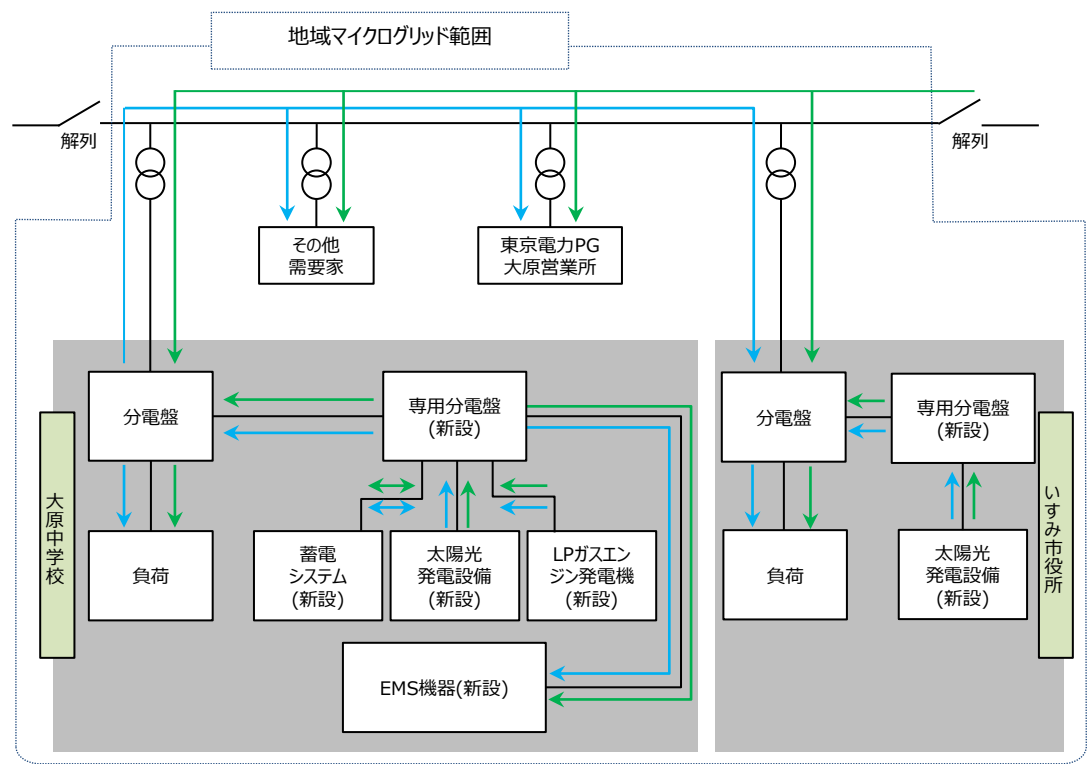 地域マイクログリッド範囲
解列
解列
その他
需要家
東京電力PG
大原営業所
分電盤
専用分電盤
(新設)
分電盤
専用分電盤
(新設)
大原中学校
いすみ市役所
負荷
蓄電
システム
(新設)
太陽光
発電設備
(新設)
LPガスエン
ジン発電機
(新設)
負荷
太陽光
発電設備
(新設)
EMS機器(新設)